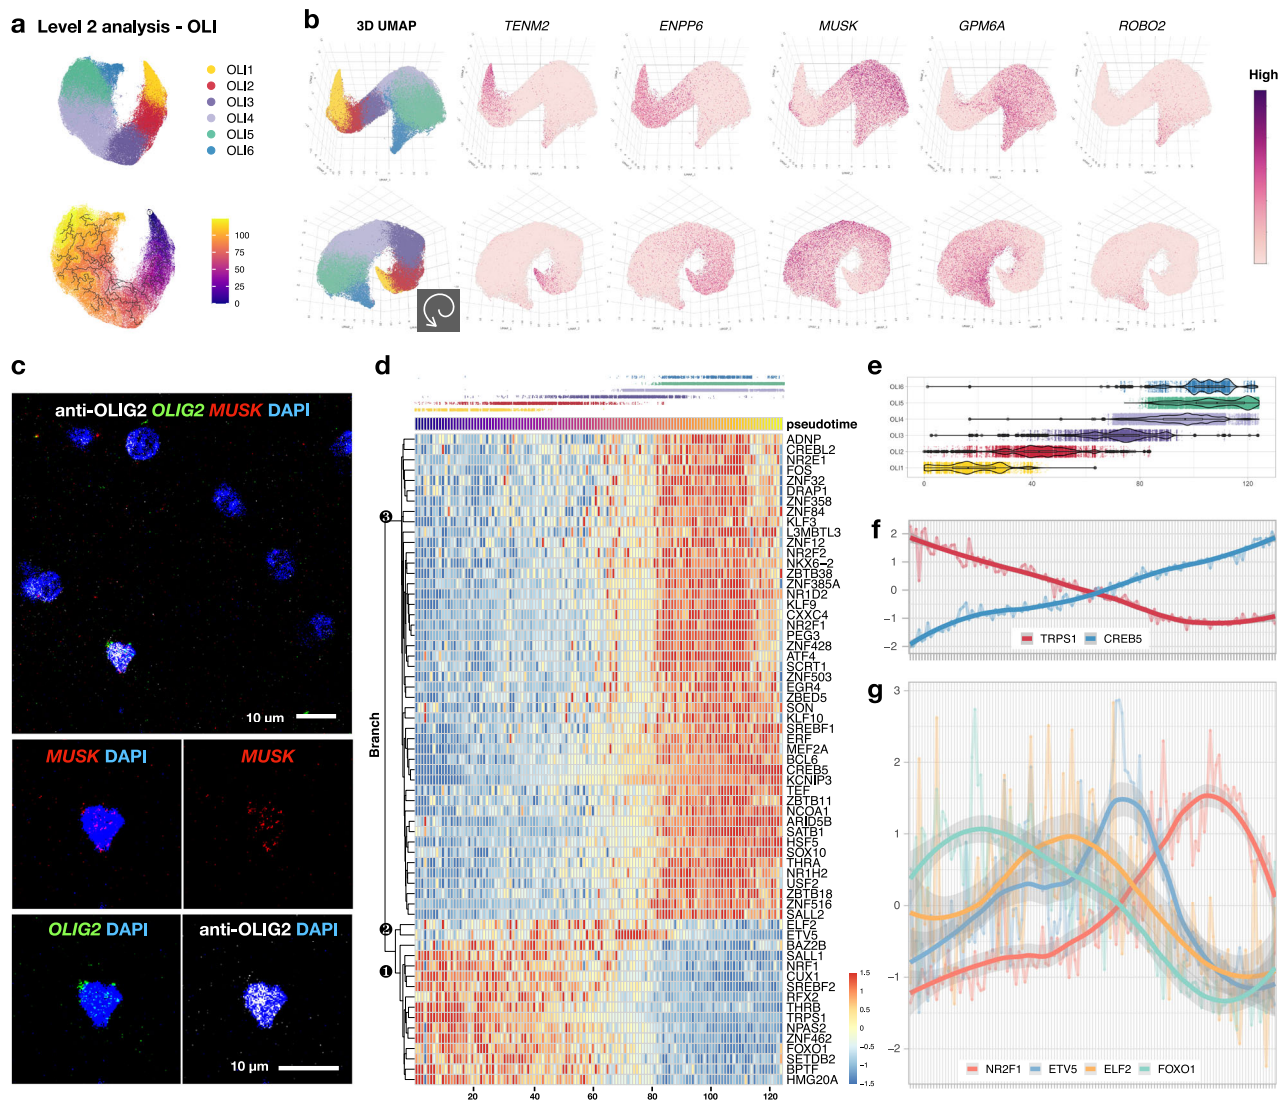 a Level 2 analysis - OLI
OLI1
OLI2
OLI3
OLI4
OLI5
OLI6
100
75
50
25
0
b
3D UMAP
TENM2
ENPP6
MUSK
GPM6A
ROBO2
High
c
anti-OLIG2 OLIG2 MUSK DAPI
10 um
MUSK DAPI
MUSK
OLIG2 DAPI
anti-OLIG2 DAPI
10 µm
d
pseudotime
Branch
3
2
1
ADNP
CREBL2
NR2E1
FOS
ZNF32
DRAP1
ZNF358
ZNF84
KLF3
L3MBTL3
ZNF12
NR2F2
NKX6-2
ZBTB38
ZNF385A
NR1D2
KLF9
CXXC4
NR2F1
PEG3
ZNF428
ATF4
SCRT1
ZNF503
EGR4
ZBED5
SON
KLF10
SREBF1
ERF
MEF2A
BCL6
CREB5
KCNIP3
TEF
ZBTB11
NCOA1
ARID5B
SATB1
HSF5
SOX10
THRA
NR1H2
USF2
ZBTB18
ZNF516
SALL2
ELF2
ETV5
BAZ2B
SALL1
NRF1
CUX1
SREBF2
RFX2
THRB
TRPS1
NPAS2
ZNF462
FOXO1
SETDB2
BPTF
HMG20A
1.5
1
0.5
0
-0.5
-1
-1.5
20
40
60
80
100
120
e
OLI6
OLI5
OLI4
OLI3
OLI2
OLI1
0
40
80
120
f
2
1
0
-1
-2
TRPS1
CREB5
g
3
2
1
0
-1
-2
NR2F1
ETV5
ELF2
FOXO1